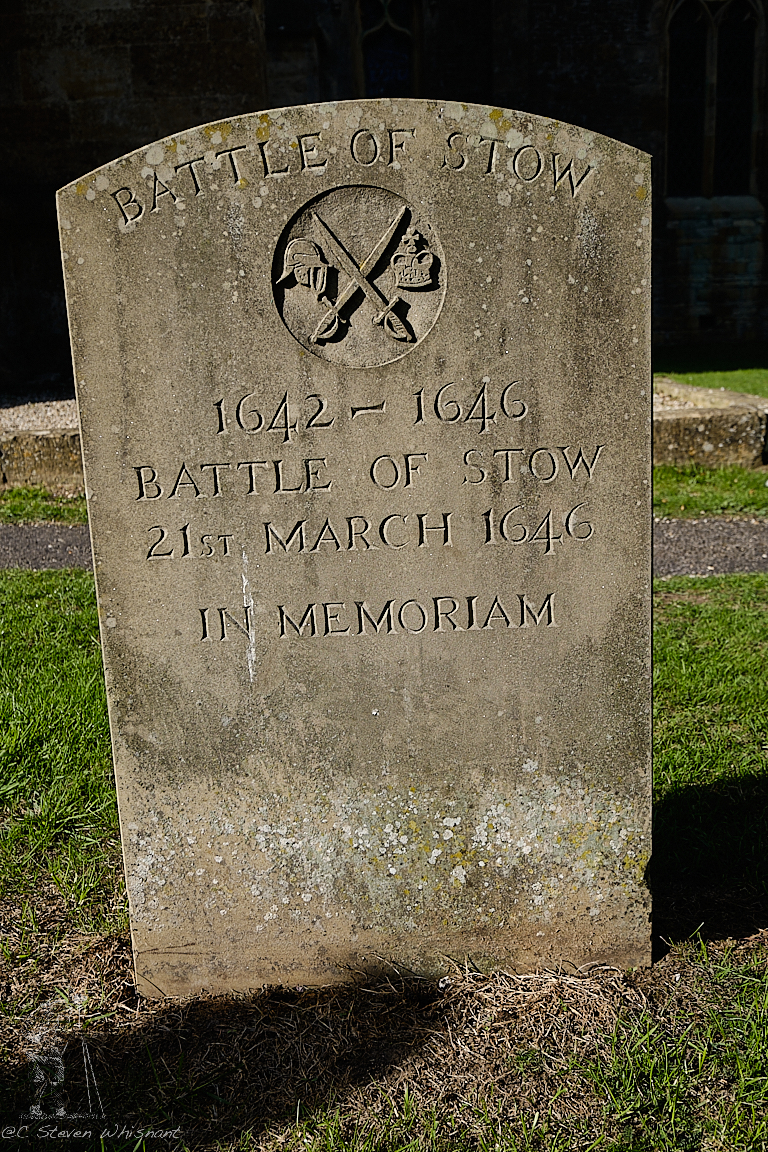 BATTLE OF STOW
1642 – 1646
BATTLE OF STOW
21ST MARCH 1646
IN MEMORIAM
@C Steven Whisnant